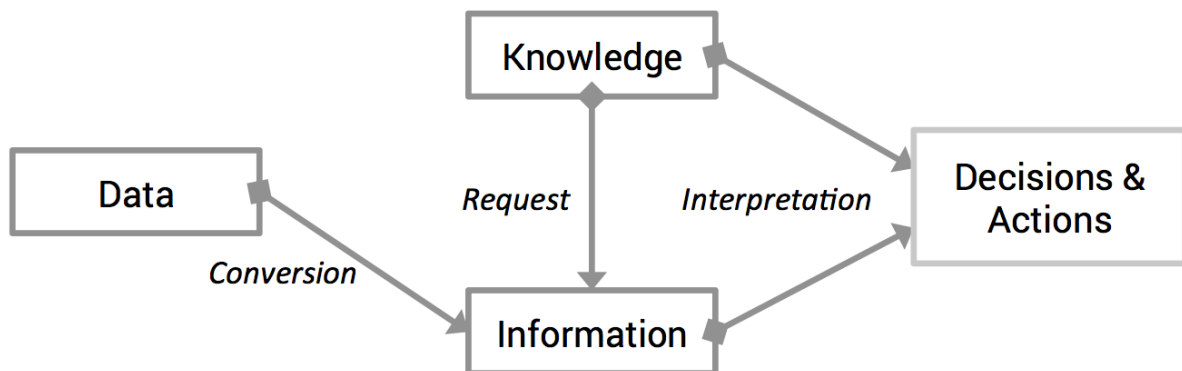 Knowledge
Data
Request
Interpretation
Decisions &
Actions
Conversion
Information